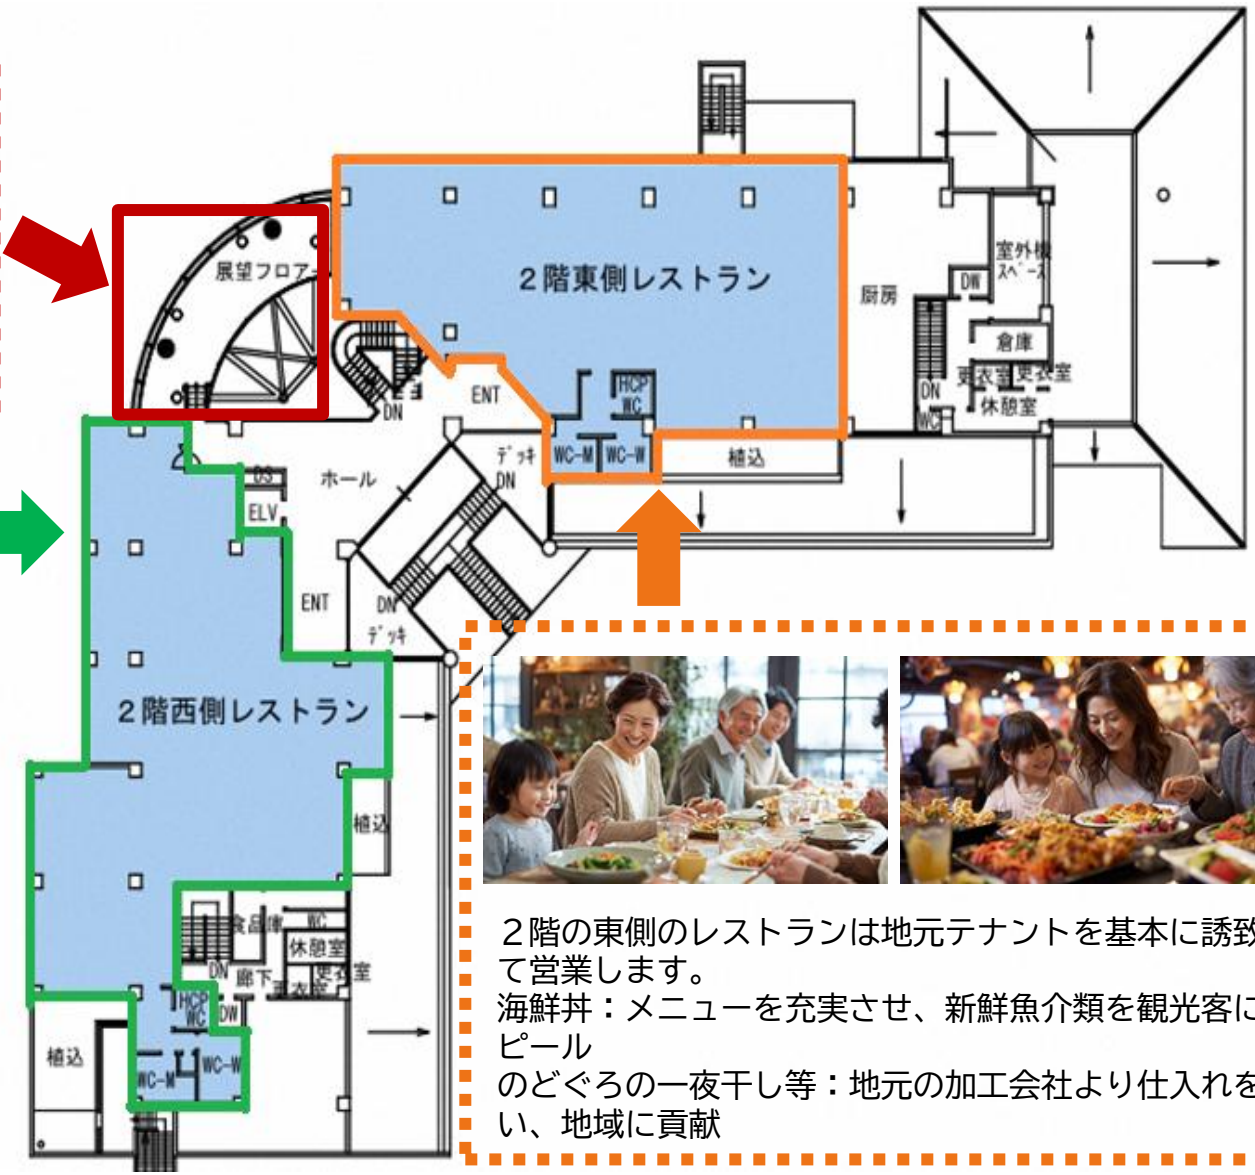 室外機
スペース
展望フロアー
2階東側レストラン
DW
厨房
倉庫
更衣室
更衣室
HCP
WC
ENT
DN
休憩室
DN
WC
デッキ
WC-M
WC-W
植込
DS
ホール
DN
ELV
ENT
DN
デッキ
2階西側レストラン
植込
食品庫
WC
休憩室
DN
廊下
更衣室
更衣室
HCP
WC
DW
植込
WC-M
WC-W
２階の東側のレストランは地元テナントを基本に誘致
て営業します。
海鮮丼：メニューを充実させ、新鮮魚介類を観光客に
ピール
のどぐろの一夜干し等：地元の加工会社より仕入れを
い、地域に貢献